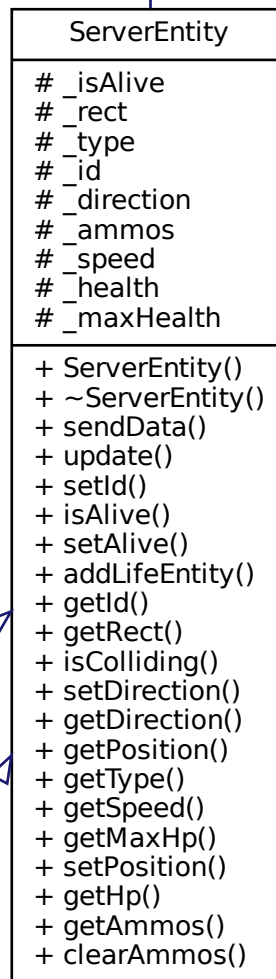 ServerEntity
# _isAlive
# _rect
# _type
# _id
# _direction
# _ammos
# _speed
# _health
# _maxHealth
+ ServerEntity()
+ ~ServerEntity()
+ sendData()
+ update()
+ setId()
+ isAlive()
+ setAlive()
+ addLifeEntity()
+ getId()
+ getRect()
+ isColliding()
+ setDirection()
+ getDirection()
+ getPosition()
+ getType()
+ getSpeed()
+ getMaxHp()
+ setPosition()
+ getHp()
+ getAmmos()
+ clearAmmos()